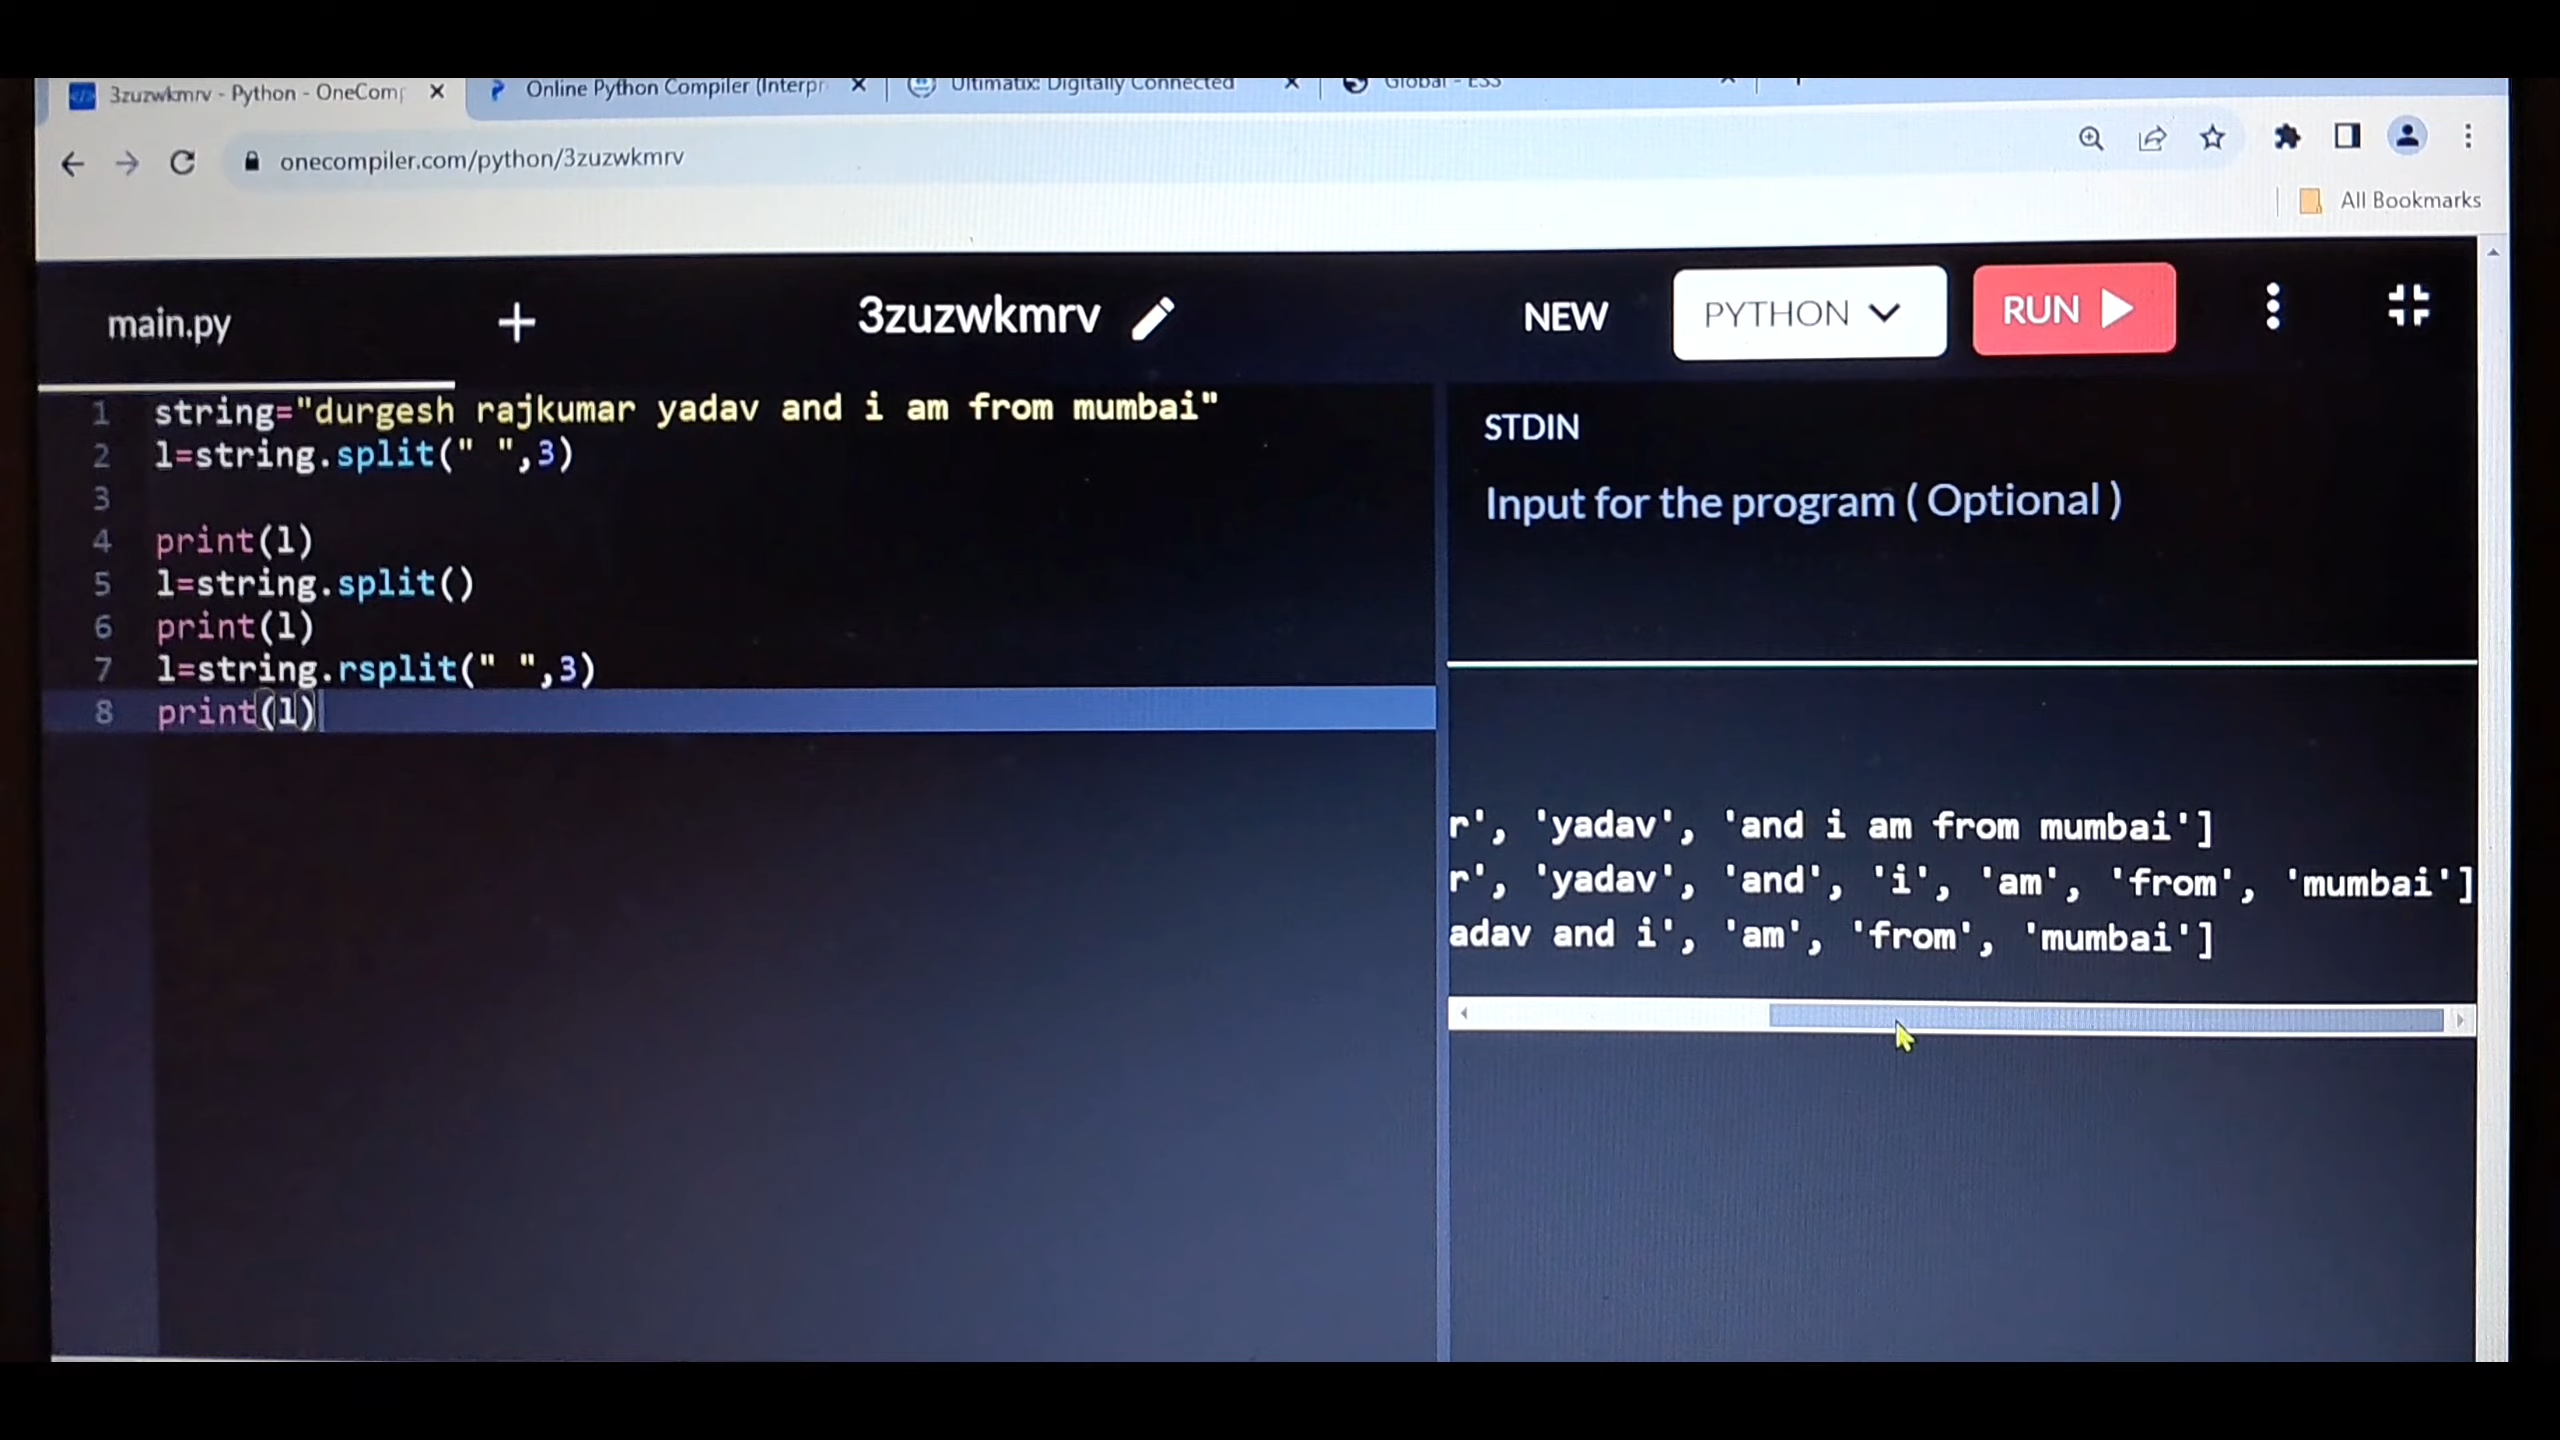 3zuzwkmrv - Python - OneComp
Online Python Compiler (Interpr
Ultimatix: Digitally Connected
Global - ESS
onecompiler.com/python/3zuzwkmrv
All Bookmarks
main.py
3zuzwkmrv
NEW
PYTHON
RUN
1 string="durgesh rajkumar yadav and i am from mumbai"
2 l=string.split(" ",3)
3
4 print(l)
5 l=string.split()
6 print(l)
7 l=string.rsplit(" ",3)
8 print(l)
STDIN
Input for the program ( Optional )
r', 'yadav', 'and i am from mumbai']
r', 'yadav', 'and', 'i', 'am', 'from', 'mumbai']
adav and i', 'am', 'from', 'mumbai']